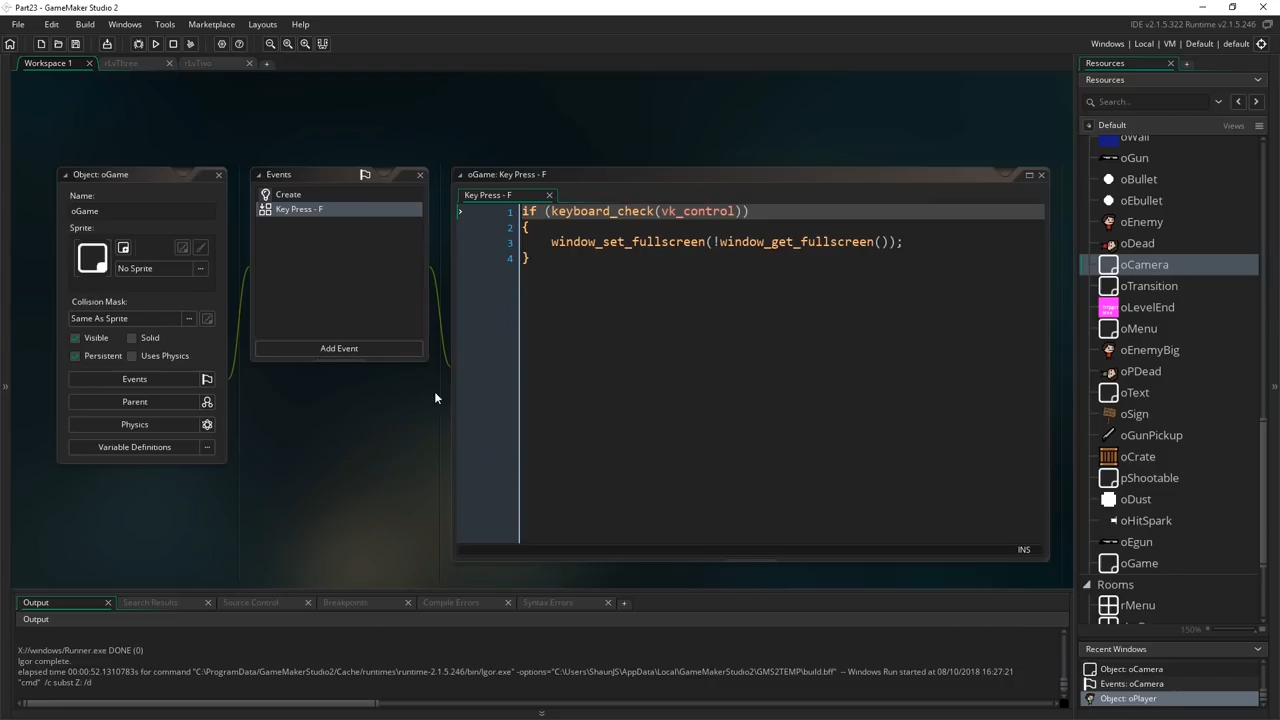 Part23 - GameMaker Studio 2
File Edit Build Windows Tools Marketplace Layouts Help
IDE v2.1.5.322 Runtime v2.1.5.246
Windows | Local | VM | Default | default
Workspace 1
rLvThree
rLvTwo
Resources
Resources
Search...
Default
Views
oWall
oGun
oBullet
oEbullet
oEnemy
oDead
oCamera
oTransition
oLevelEnd
oMenu
oEnemyBig
oPDead
oText
oSign
oGunPickup
oCrate
pShootable
oDust
oHitSpark
oEgun
oGame
Rooms
rMenu
150%
Recent Windows
Object: oCamera
Events: oCamera
Object: oPlayer
Object: oGame
Name:
oGame
Sprite:
No Sprite
Collision Mask:
Same As Sprite
Visible
Solid
Persistent
Uses Physics
Events
Parent
Physics
Variable Definitions
Events
Create
Key Press - F
Add Event
oGame: Key Press - F
Key Press - F
1 if (keyboard_check(vk_control))
2 {
3 window_set_fullscreen(!window_get_fullscreen());
4 }
INS
Output Search Results Source Control Breakpoints Compile Errors Syntax Errors
Output
X://windows/Runner.exe DONE (0)
Igor complete.
elapsed time 00:00:52.1310783s for command "C:\ProgramData/GameMakerStudio2/Cache/runtimes\runtime-2.1.5.246/bin/Igor.exe" -options="C:\Users\ShaunJS\AppData\Local\GameMakerStudio2\GMS2TEMP\build.bff" -- Windows Run started at 08/10/2018 16:27:21
"cmd" /c subst Z: /d